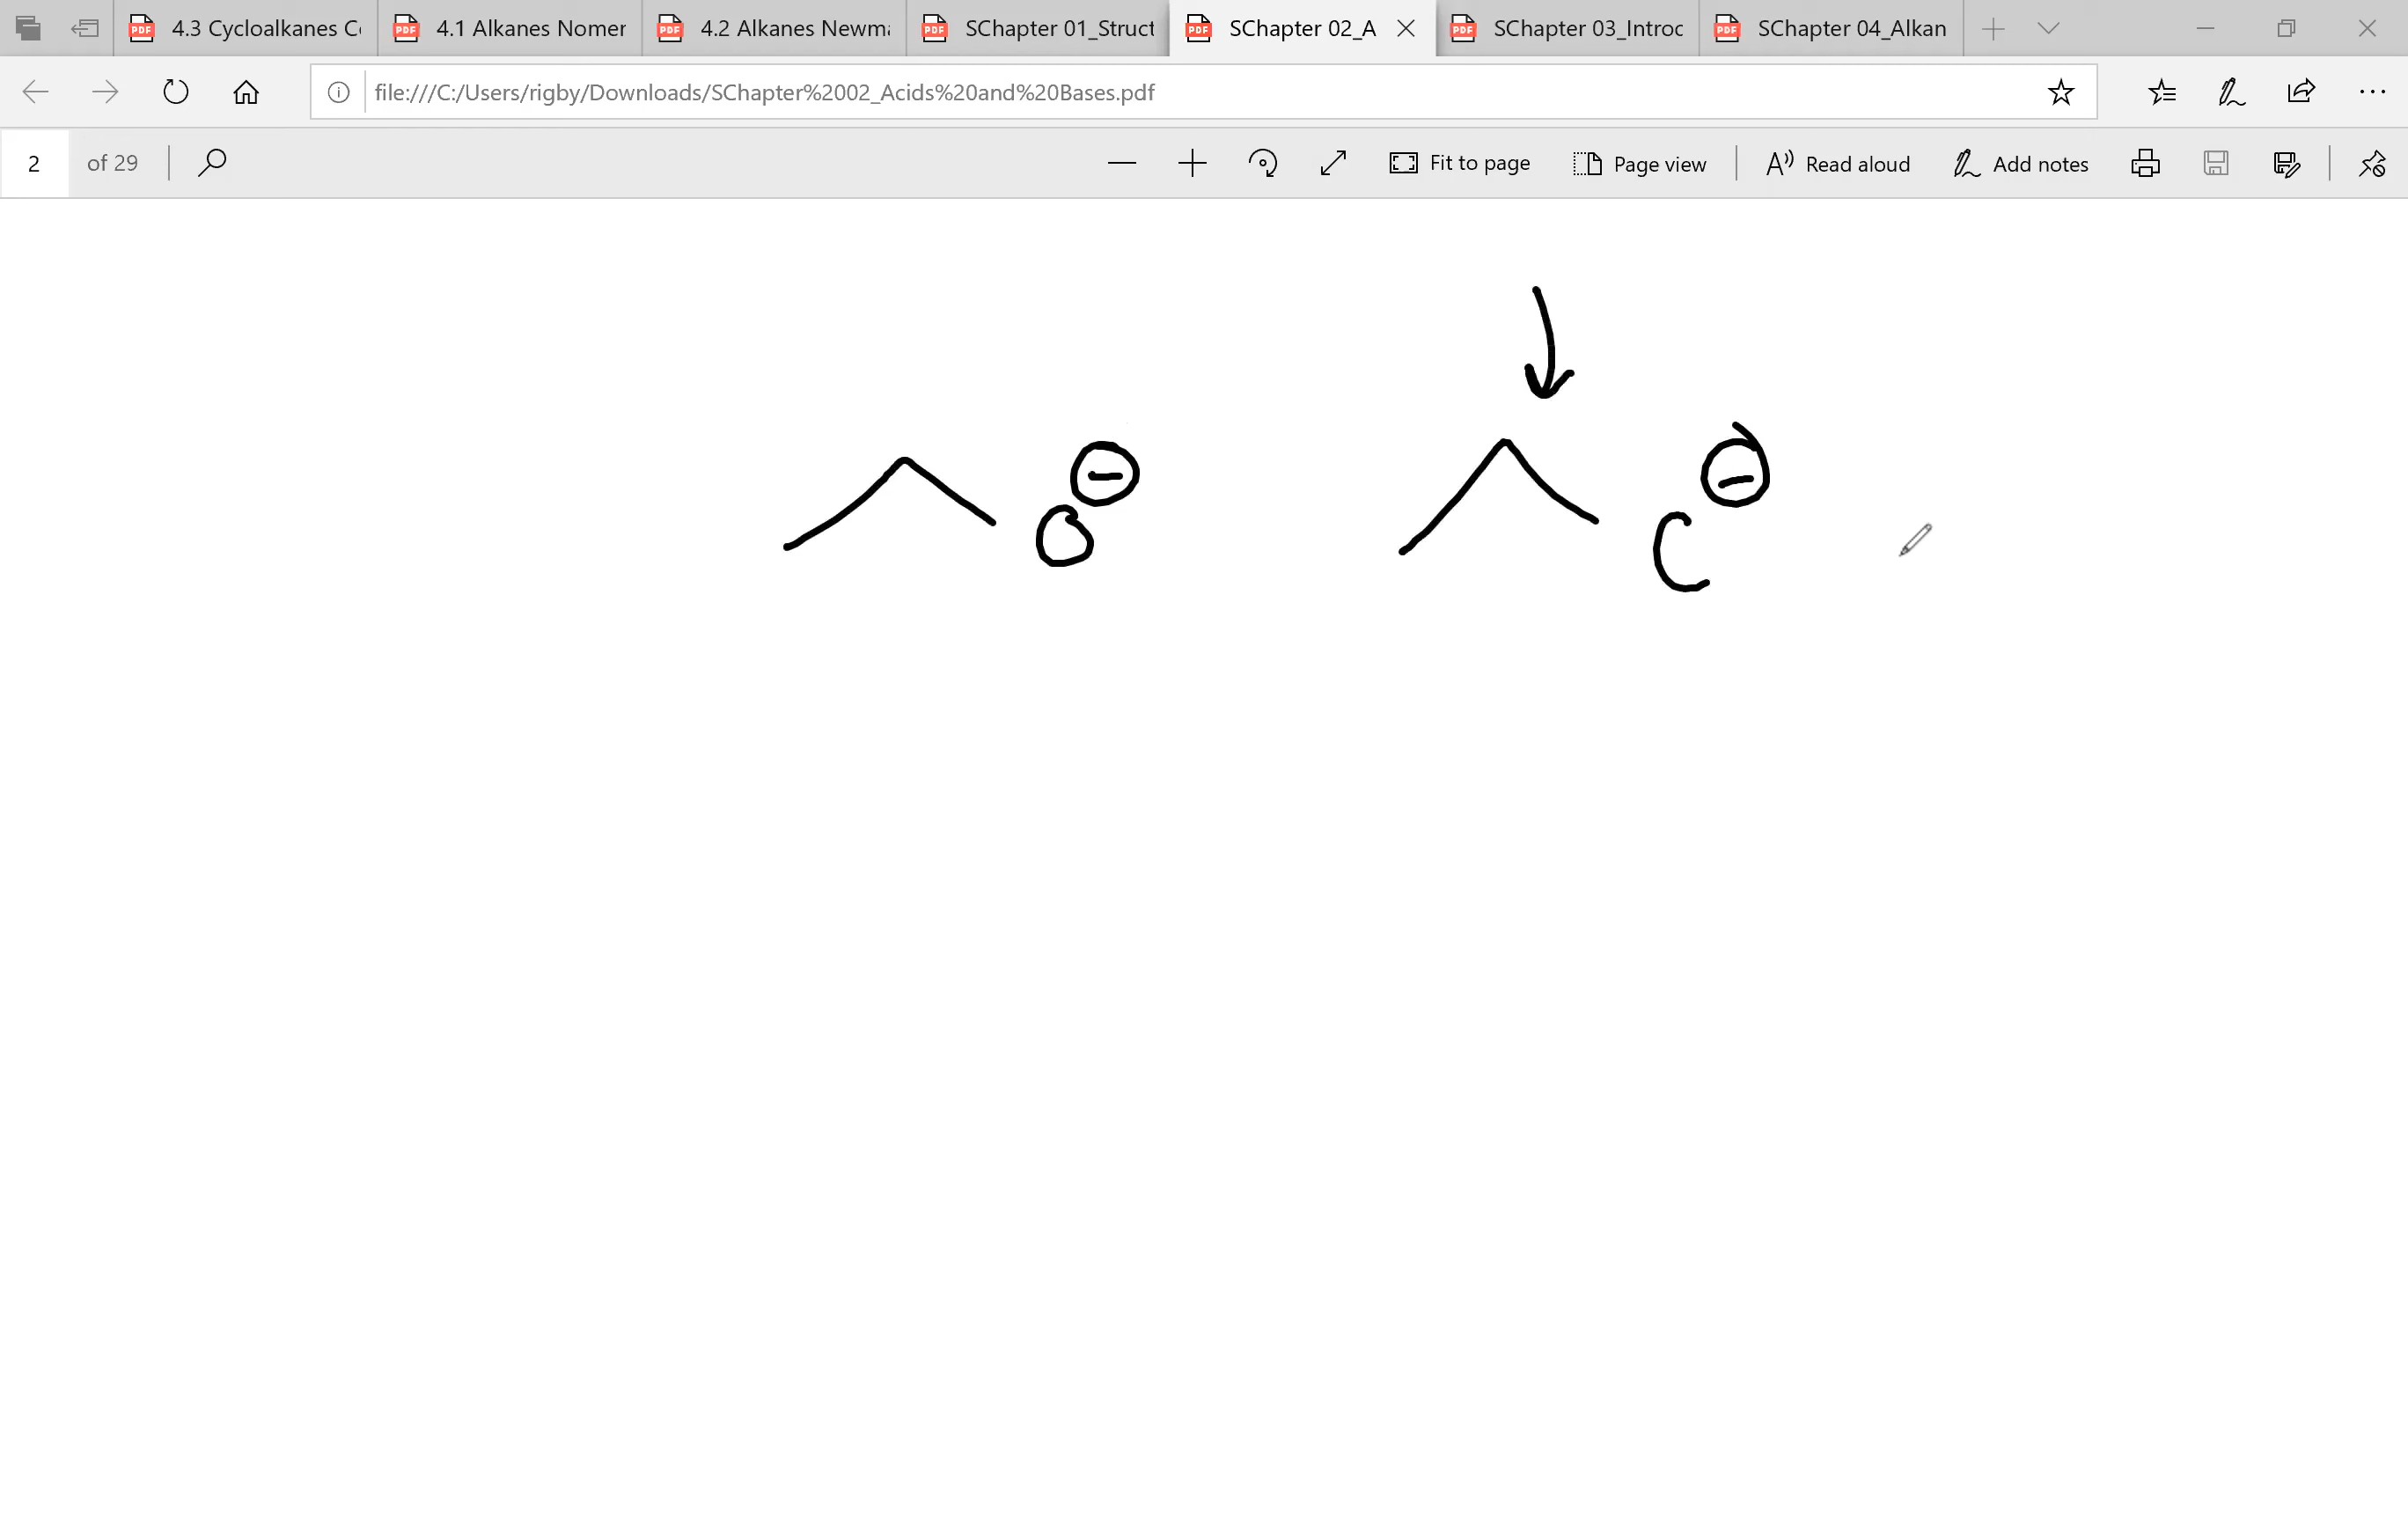 4.3 Cycloalkanes C
4.1 Alkanes Nomer
4.2 Alkanes Newma
SChapter 01_Struct
SChapter 02_A
SChapter 03_Introc
SChapter 04_Alkan
file:///C:/Users/rigby/Downloads/SChapter%2002_Acids%20and%20Bases.pdf
2 of 29
Fit to page
Page view
Read aloud
Add notes
O⊖
C⊖